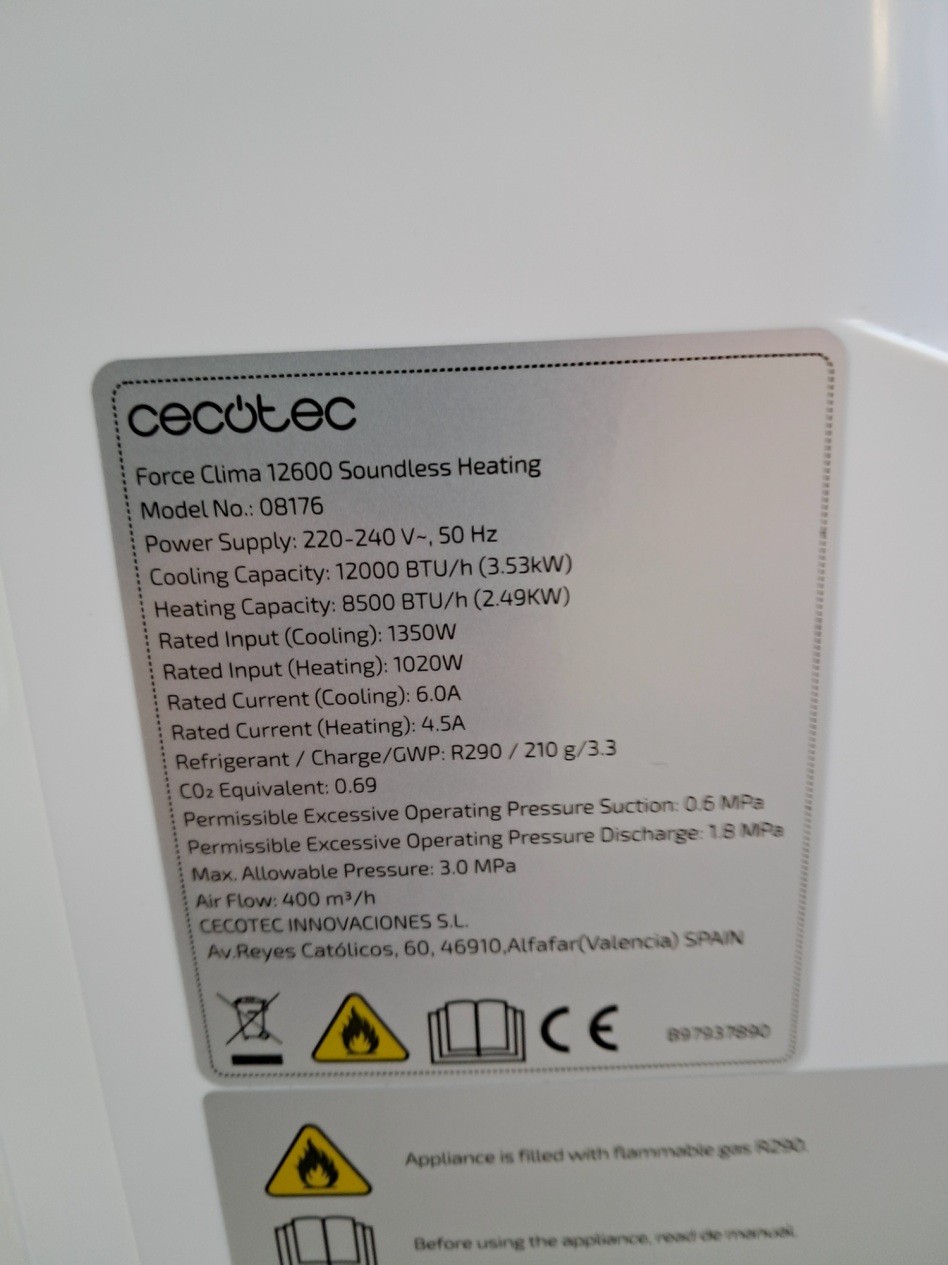 cecotec
Force Clima 12600 Soundless Heating
Model No.: 08176
Power Supply: 220-240 V~, 50 Hz
Cooling Capacity: 12000 BTU/h (3.53kW)
Heating Capacity: 8500 BTU/h (2.49KW)
Rated Input (Cooling): 1350W
Rated Input (Heating): 1020W
Rated Current (Cooling): 6.0A
Rated Current (Heating): 4.5A
Refrigerant / Charge/GWP: R290 / 210 g/3.3
CO₂ Equivalent: 0.69
Permissible Excessive Operating Pressure Suction: 0.6 MPa
Permissible Excessive Operating Pressure Discharge: 1.8 MPa
Max. Allowable Pressure: 3.0 MPa
Air Flow: 400 m³/h
CECOTEC INNOVACIONES S.L.
Av.Reyes Católicos, 60, 46910,Alfafar(Valencia) SPAIN
CE
B97937890
Appliance is filled with flammable gas R290.
Before using the appliance, read de manual.